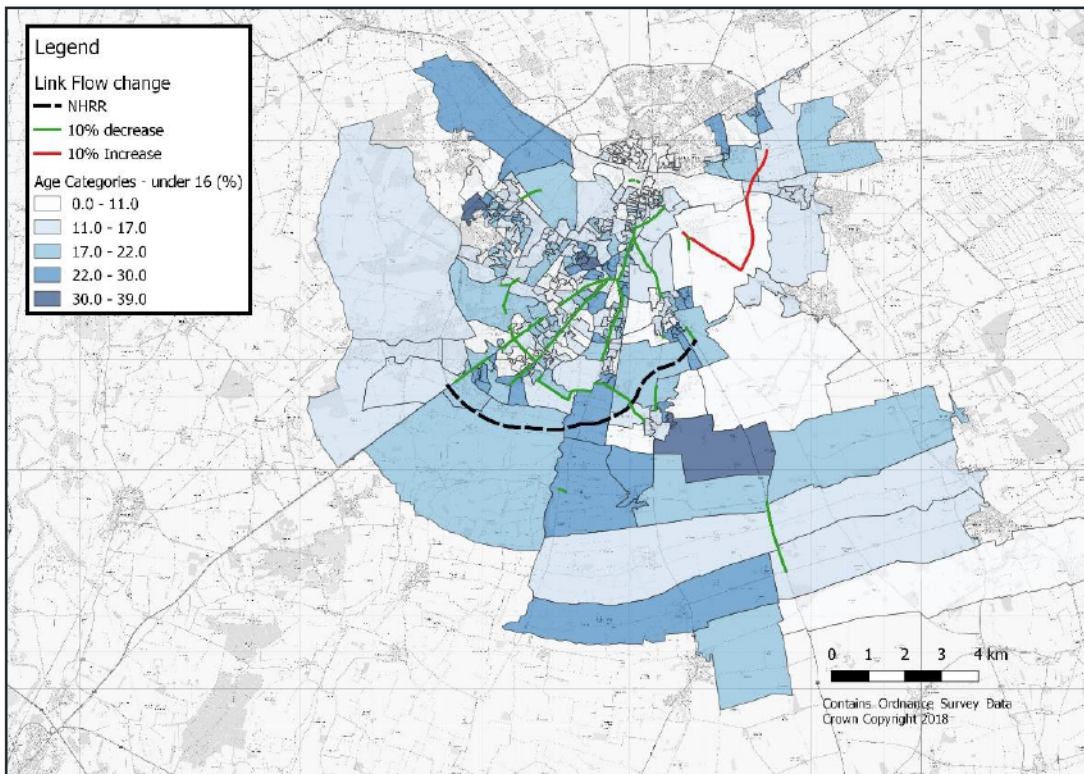 Legend
Link Flow change
NHRR
10% decrease
10% Increase
Age Categories - under 16 (%)
0.0 - 11.0
11.0 - 17.0
17.0 - 22.0
22.0 - 30.0
30.0 - 39.0
0 1 2 3 4 km
Contains Ordnance Survey Data
Crown Copyright 2018